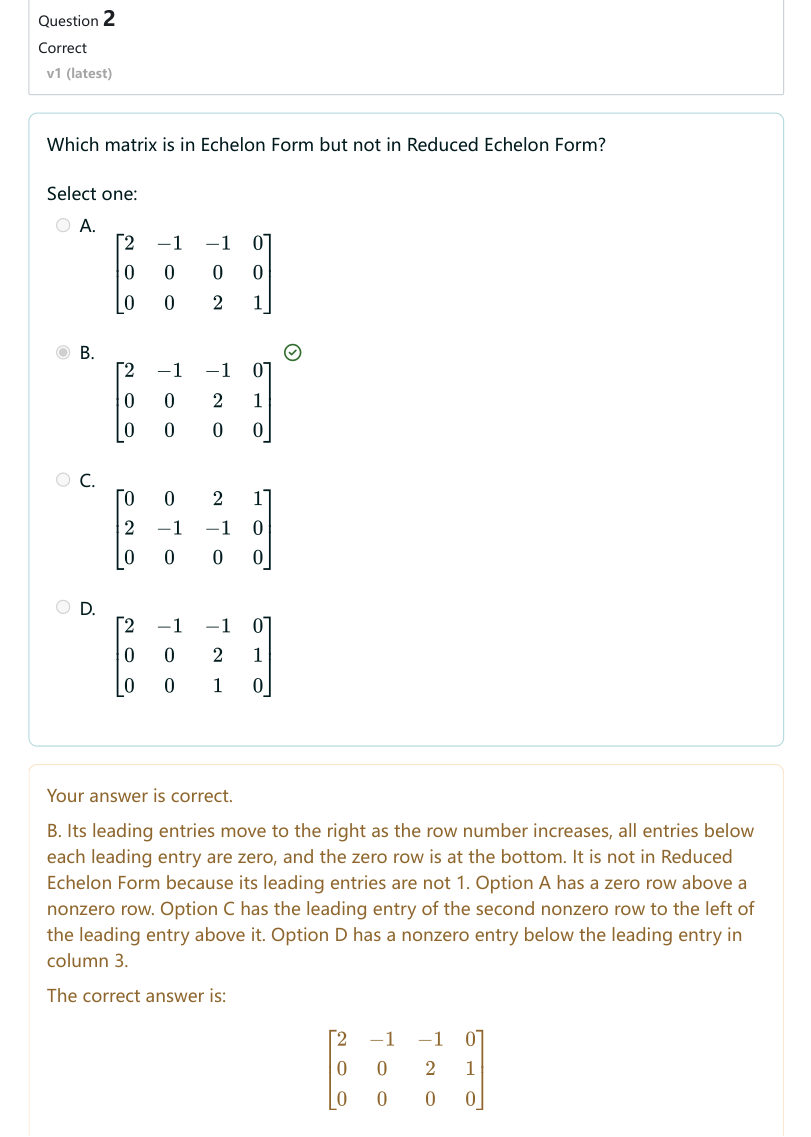 Question 2
Correct
v1 (latest)
Which matrix is in Echelon Form but not in Reduced Echelon Form?
Select one:
A.
2 −1 −1 0
0 0 0 0
0 0 2 1
B.
2 −1 −1 0
0 0 2 1
0 0 0 0
C.
0 0 2 1
2 −1 −1 0
0 0 0 0
D.
2 −1 −1 0
0 0 2 1
0 0 1 0
Your answer is correct.
B. Its leading entries move to the right as the row number increases, all entries below
each leading entry are zero, and the zero row is at the bottom. It is not in Reduced
Echelon Form because its leading entries are not 1. Option A has a zero row above a
nonzero row. Option C has the leading entry of the second nonzero row to the left of
the leading entry above it. Option D has a nonzero entry below the leading entry in
column 3.
The correct answer is:
2 −1 −1 0
0 0 2 1
0 0 0 0